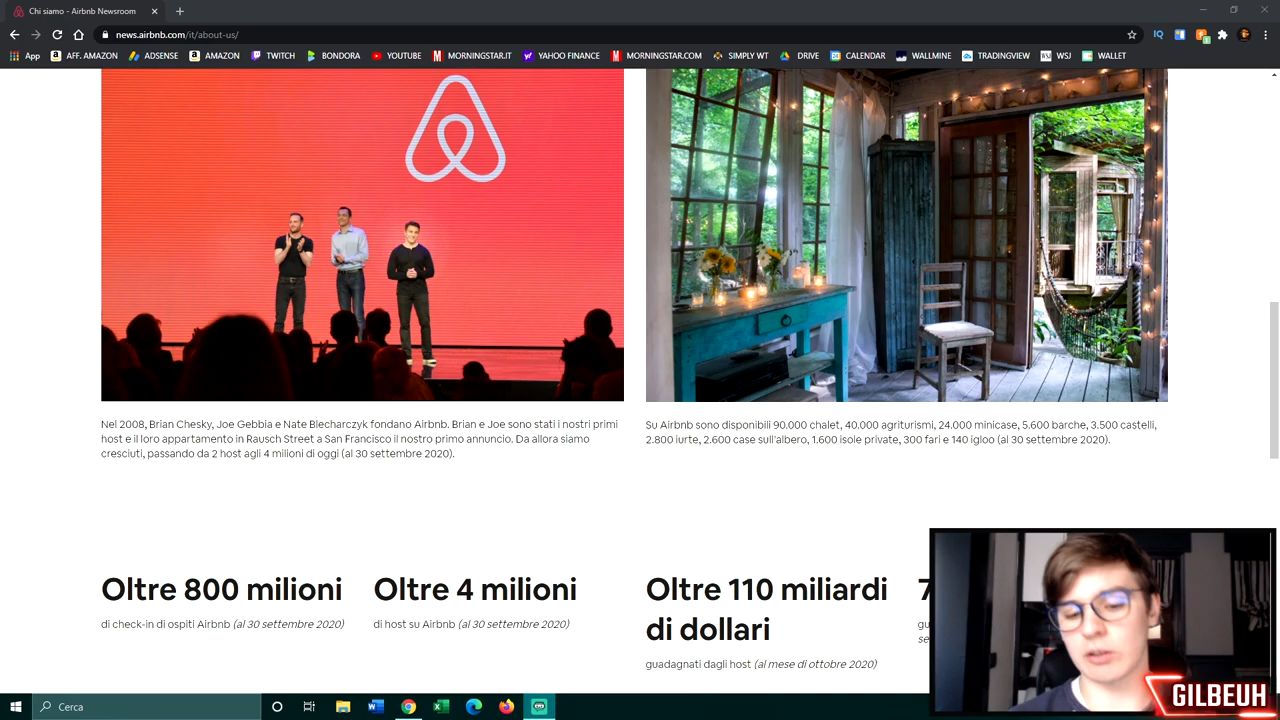 Chi siamo - Airbnb Newsroom
news.airbnb.com/it/about-us/
App
AFF. AMAZON
ADSENSE
AMAZON
TWITCH
BONDORA
YOUTUBE
MORNINGSTAR.IT
YAHOO FINANCE
MORNINGSTAR.COM
SIMPLY WT
DRIVE
CALENDAR
WALLMINE
TRADINGVIEW
WSJ
WALLET
Nel 2008, Brian Chesky, Joe Gebbia e Nate Blecharczyk fondano Airbnb. Brian e Joe sono stati i nostri primi
host e il loro appartamento in Rausch Street a San Francisco il nostro primo annuncio. Da allora siamo
cresciuti, passando da 2 host agli 4 milioni di oggi (al 30 settembre 2020).
Su Airbnb sono disponibili 90.000 chalet, 40.000 agriturismi, 24.000 minicase, 5.600 barche, 3.500 castelli,
2.800 iurte, 2.600 case sull'albero, 1.600 isole private, 300 fari e 140 igloo (al 30 settembre 2020).
Oltre 800 milioni
di check-in di ospiti Airbnb (al 30 settembre 2020)
Oltre 4 milioni
di host su Airbnb (al 30 settembre 2020)
Oltre 110 miliardi
di dollari
guadagnati dagli host (al mese di ottobre 2020)
GILBEUH
Cerca